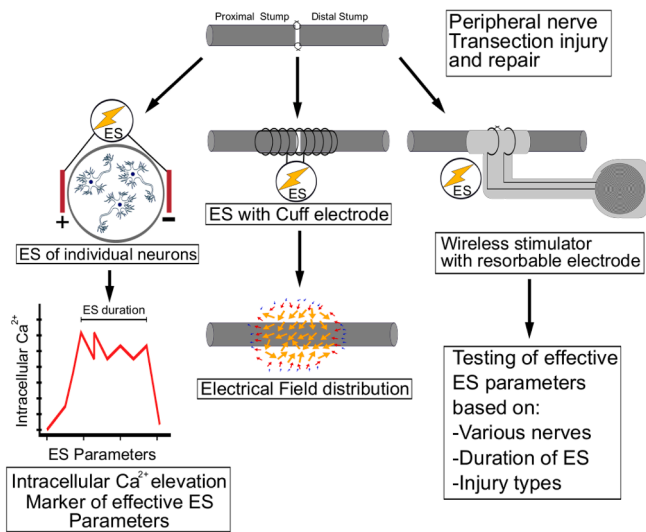 Proximal Stump Distal Stump
Peripheral nerve
Transection injury
and repair
ES
+
−
ES of individual neurons
ES
ES with Cuff electrode
ES
Wireless stimulator
with resorbable electrode
ES duration
Intracellular Ca²⁺
ES Parameters
Intracellular Ca²⁺ elevation
Marker of effective ES
Parameters
Electrical Field distribution
Testing of effective
ES parameters
based on:
-Various nerves
-Duration of ES
-Injury types